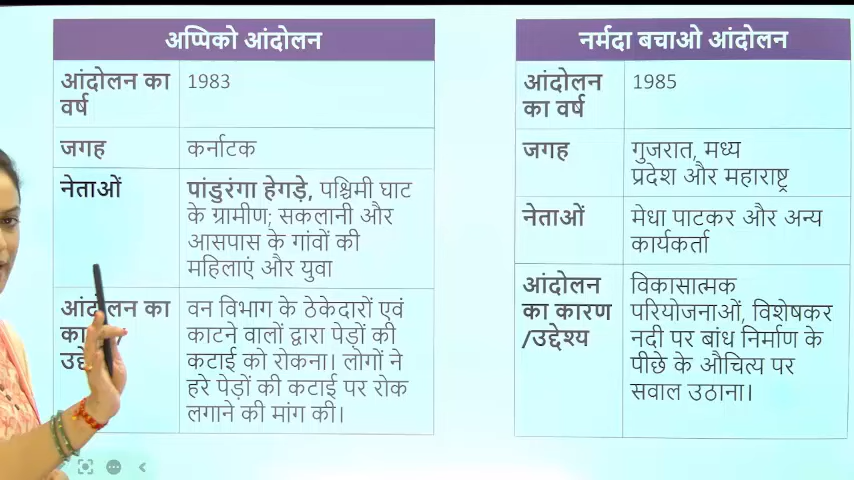 अप्पिको आंदोलन
आंदोलन का
वर्ष
1983
जगह
कर्नाटक
नेताओं
पांडुरंगा हेगड़े, पश्चिमी घाट
के ग्रामीण; सकलानी और
आसपास के गांवों की
महिलाएं और युवा
आंदोलन का
वन विभाग के ठेकेदारों एवं
काटने वालों द्वारा पेड़ों की
कटाई को रोकना। लोगों ने
हरे पेड़ों की कटाई पर रोक
लगाने की मांग की।
नर्मदा बचाओ आंदोलन
आंदोलन
का वर्ष
1985
जगह
गुजरात, मध्य
प्रदेश और महाराष्ट्र
नेताओं
मेधा पाटकर और अन्य
कार्यकर्ता
आंदोलन
का कारण
/उद्देश्य
विकासात्मक
परियोजनाओं, विशेषकर
नदी पर बांध निर्माण के
पीछे के औचित्य पर
सवाल उठाना।